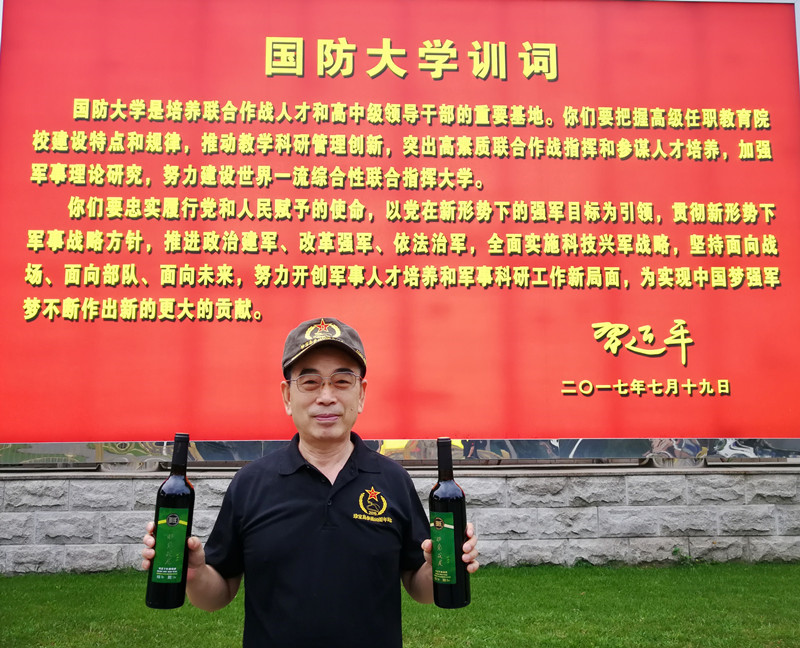 国防大学训词
国防大学是培养联合作战人才和高中级领导干部的重要基地。你们要把握高级任职教育院
校建设特点和规律，推动教学科研管理创新，突出高素质联合作战指挥和参谋人才培养，加强
军事理论研究，努力建设世界一流综合性联合指挥大学。
你们要忠实履行党和人民赋予的使命，以党在新形势下的强军目标为引领，贯彻新形势下
军事战略方针，推进政治建军、改革强军、依法治军，全面实施科技兴军战略，坚持面向战
场、面向部队、面向未来，努力开创军事人才培养和军事科研工作新局面，为实现中国梦强军
梦不断作出新的更大的贡献。
习近平
二〇一七年七月十九日